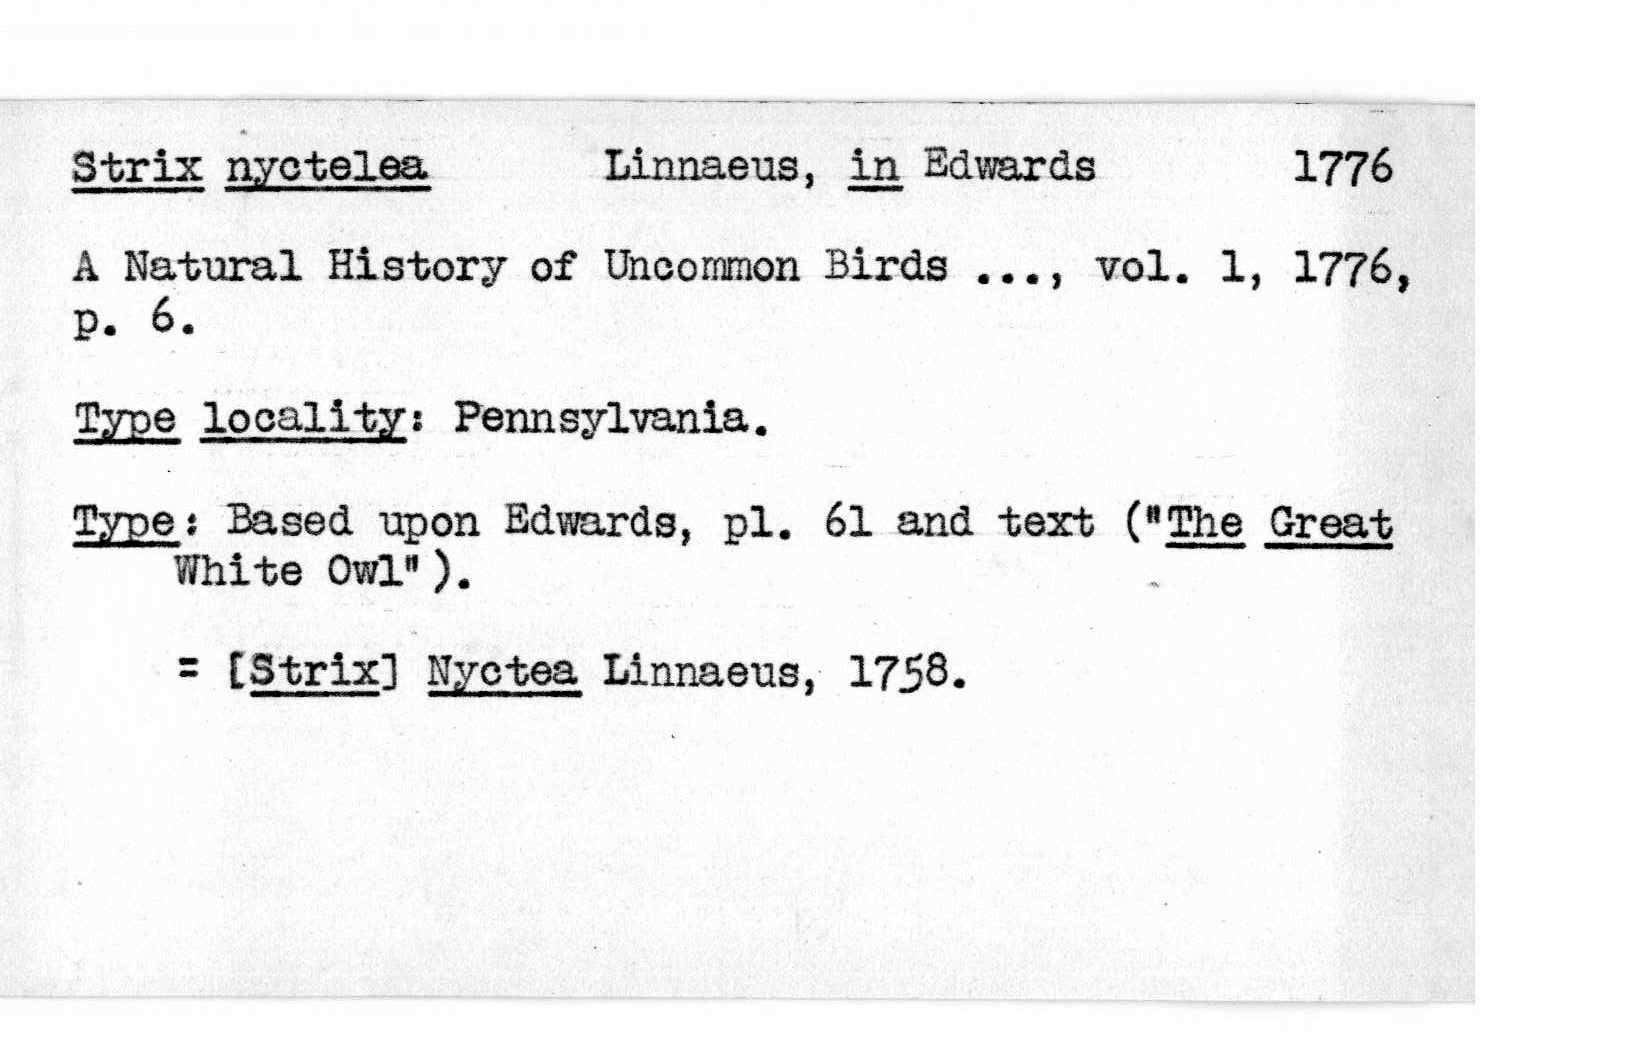 Strix nyctelea Linnaeus, in Edwards 1776
A Natural History of Uncommon Birds ..., vol. 1, 1776,
p. 6.
Type locality: Pennsylvania.
Type: Based upon Edwards, pl. 61 and text ("The Great
White Owl").
= [Strix] Nyctea Linnaeus, 1758.